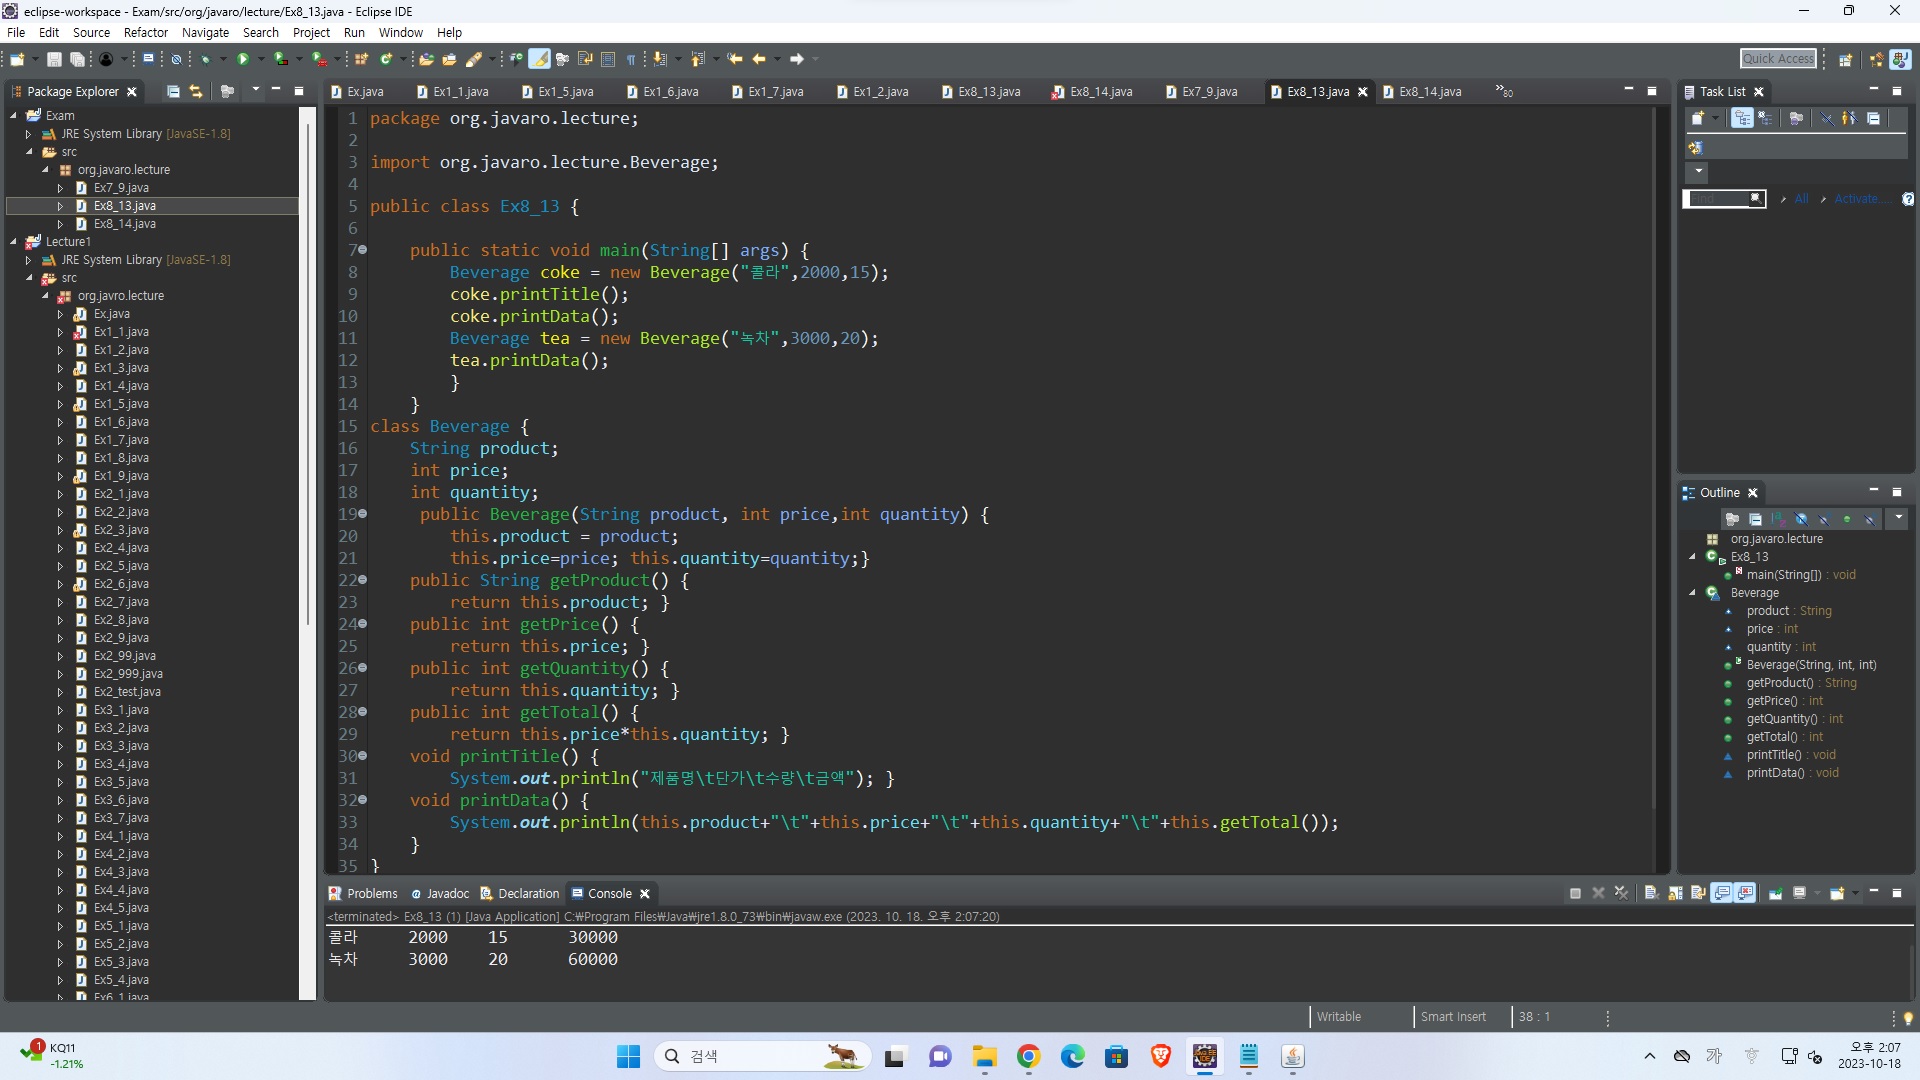 eclipse-workspace - Exam/src/org/javaro/lecture/Ex8_13.java - Eclipse IDE
File Edit Source Refactor Navigate Search Project Run Window Help
Quick Access
Package Explorer
Exam
JRE System Library [JavaSE-1.8]
src
org.javaro.lecture
Ex7_9.java
Ex8_13.java
Ex8_14.java
Lecture1
JRE System Library [JavaSE-1.8]
src
org.javro.lecture
Ex.java
Ex1_1.java
Ex1_2.java
Ex1_3.java
Ex1_4.java
Ex1_5.java
Ex1_6.java
Ex1_7.java
Ex1_8.java
Ex1_9.java
Ex2_1.java
Ex2_2.java
Ex2_3.java
Ex2_4.java
Ex2_5.java
Ex2_6.java
Ex2_7.java
Ex2_8.java
Ex2_9.java
Ex2_99.java
Ex2_999.java
Ex2_test.java
Ex3_1.java
Ex3_2.java
Ex3_3.java
Ex3_4.java
Ex3_5.java
Ex3_6.java
Ex3_7.java
Ex4_1.java
Ex4_2.java
Ex4_3.java
Ex4_4.java
Ex4_5.java
Ex5_1.java
Ex5_2.java
Ex5_3.java
Ex5_4.java
Ex6_1.java
Ex.java Ex1_1.java Ex1_5.java Ex1_6.java Ex1_7.java Ex1_2.java Ex8_13.java Ex8_14.java Ex7_9.java Ex8_13.java Ex8_14.java »80
1 package org.javaro.lecture;
2
3 import org.javaro.lecture.Beverage;
4
5 public class Ex8_13 {
6
7 public static void main(String[] args) {
8 Beverage coke = new Beverage("콜라",2000,15);
9 coke.printTitle();
10 coke.printData();
11 Beverage tea = new Beverage("녹차",3000,20);
12 tea.printData();
13 }
14 }
15 class Beverage {
16 String product;
17 int price;
18 int quantity;
19 public Beverage(String product, int price,int quantity) {
20 this.product = product;
21 this.price=price; this.quantity=quantity;}
22 public String getProduct() {
23 return this.product; }
24 public int getPrice() {
25 return this.price; }
26 public int getQuantity() {
27 return this.quantity; }
28 public int getTotal() {
29 return this.price*this.quantity; }
30 void printTitle() {
31 System.out.println("제품명\t단가\t수량\t금액"); }
32 void printData() {
33 System.out.println(this.product+"\t"+this.price+"\t"+this.quantity+"\t"+this.getTotal());
34 }
35 }
Problems Javadoc Declaration Console
<terminated> Ex8_13 (1) [Java Application] C:₩Program Files₩Java₩jre1.8.0_73₩bin₩javaw.exe (2023. 10. 18. 오후 2:07:20)
콜라 2000 15 30000
녹차 3000 20 60000
Task List
Find All Activate...
Outline
org.javaro.lecture
Ex8_13
main(String[]) : void
Beverage
product : String
price : int
quantity : int
Beverage(String, int, int)
getProduct() : String
getPrice() : int
getQuantity() : int
getTotal() : int
printTitle() : void
printData() : void
Writable Smart Insert 38 : 1
1
KQ11
-1.21%
검색
가
오후 2:07
2023-10-18